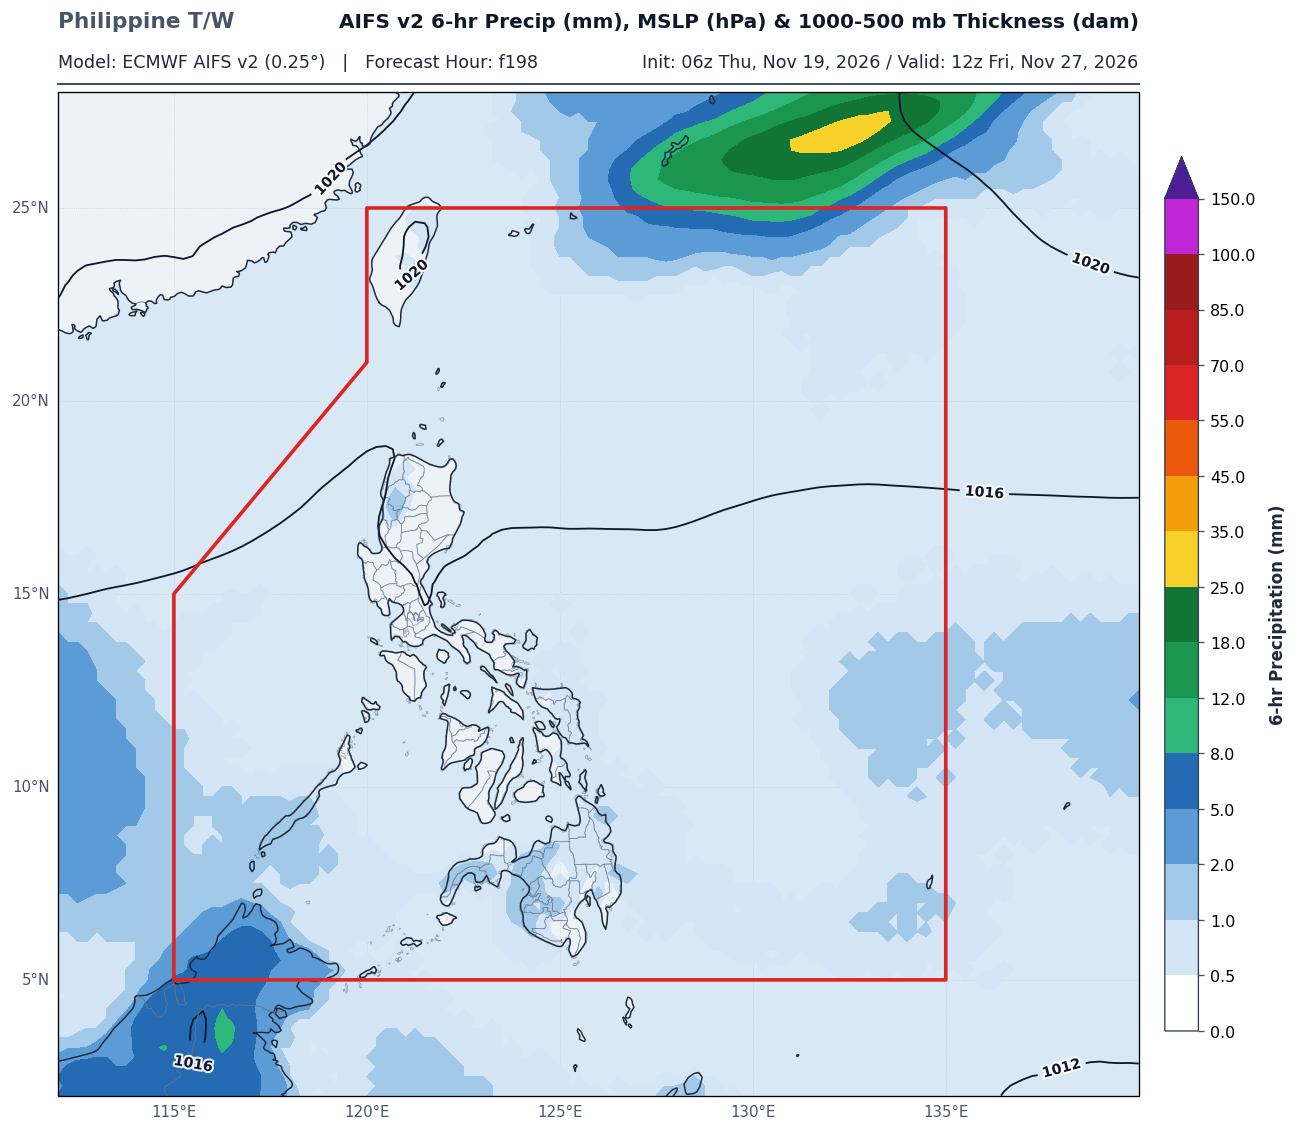 Philippine T/W
AIFS v2 6-hr Precip (mm), MSLP (hPa) & 1000-500 mb Thickness (dam)
Model: ECMWF AIFS v2 (0.25°) | Forecast Hour: f198
Init: 06z Thu, Nov 19, 2026 / Valid: 12z Fri, Nov 27, 2026
1020
1020
1020
1016
1016
1012
25°N
20°N
15°N
10°N
5°N
115°E
120°E
125°E
130°E
135°E
150.0
100.0
85.0
70.0
55.0
45.0
35.0
25.0
18.0
12.0
8.0
5.0
2.0
1.0
0.5
0.0
6-hr Precipitation (mm)